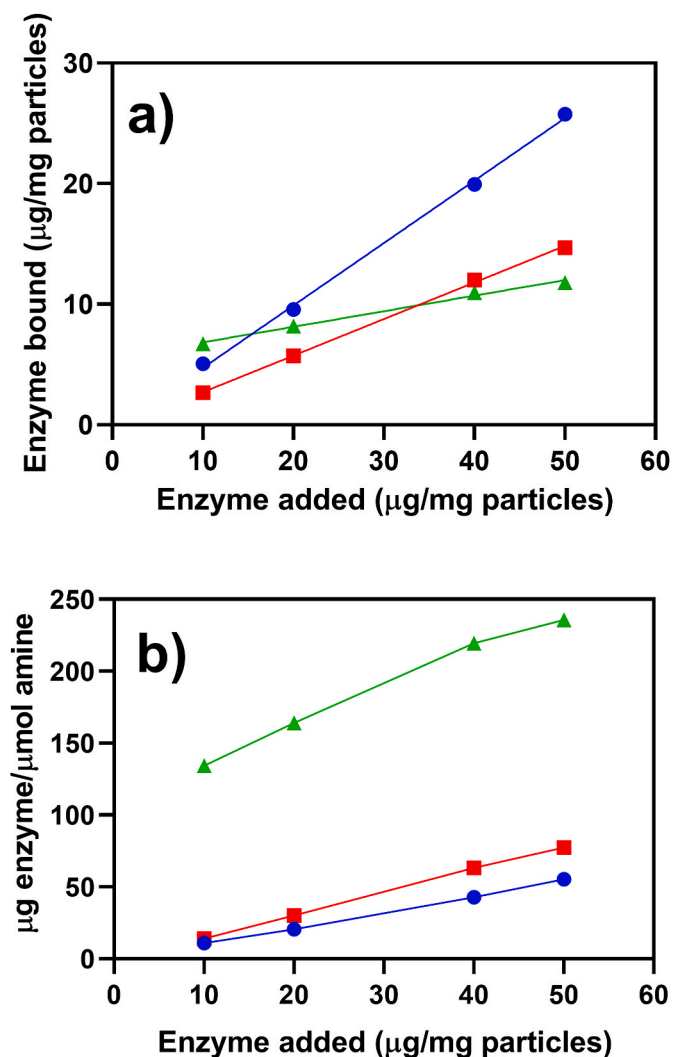 a)
Enzyme bound (μg/mg particles)
30
20
10
0
0 10 20 30 40 50 60
Enzyme added (μg/mg particles)
b)
μg enzyme/μmol amine
250
200
150
100
50
0
0 10 20 30 40 50 60
Enzyme added (μg/mg particles)